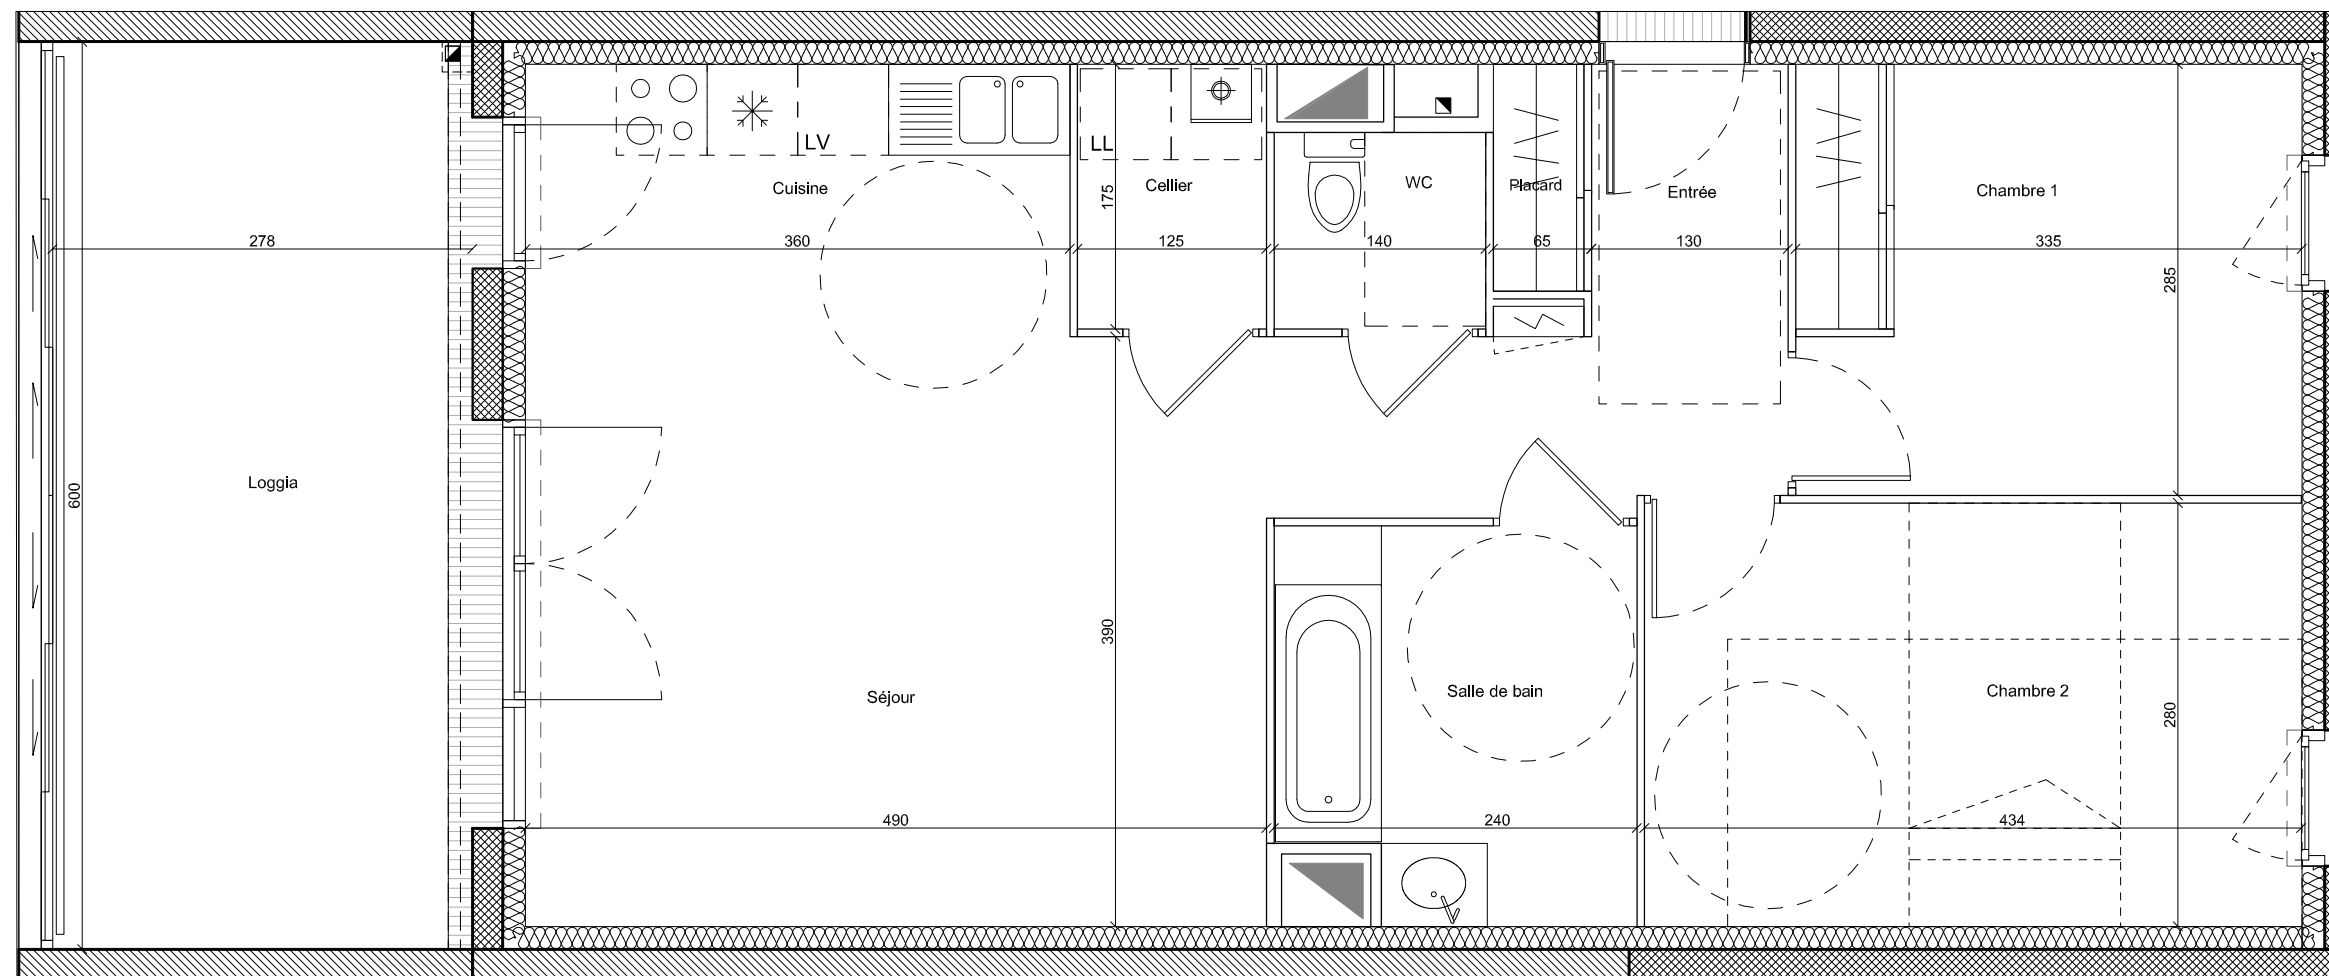 LV
LL
Cuisine
Cellier
WC
Placard
Entrée
Chambre 1
175
278
360
125
140
65
130
335
285
Loggia
600
390
Séjour
Salle de bain
Chambre 2
280
490
240
434